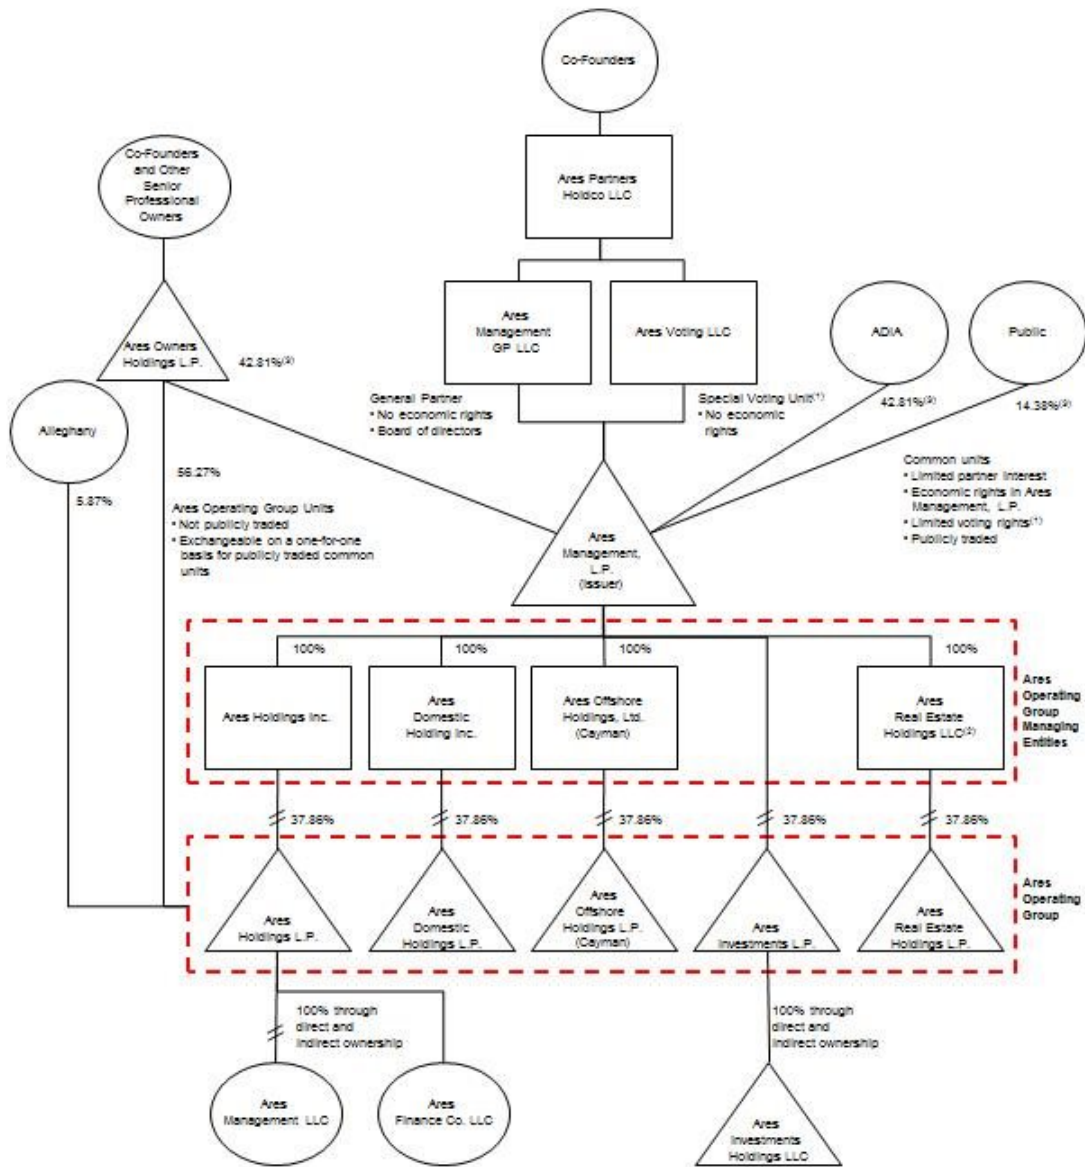 Co-Founders
Co-Founders
and Other
Senior
Professional
Owners
Ares Partners
Holdco LLC
Ares Owners
Holdings L.P.
42.81%(3)
Ares
Management
GP LLC
Ares Voting LLC
ADIA
Public
Alleghany
General Partner
▪ No economic rights
▪ Board of directors
Special Voting Unit(1)
▪ No economic
rights
42.81%(3)
14.38%(3)
5.87%
56.27%
Ares Operating Group Units
▪ Not publicly traded
▪ Exchangeable on a one-for-one
basis for publicly traded common
units
Common units
▪ Limited partner interest
▪ Economic rights in Ares
Management, L.P.
▪ Limited voting rights(1)
▪ Publicly traded
Ares
Management,
L.P.
(Issuer)
100%
100%
100%
100%
Ares Holdings Inc.
Ares
Domestic
Holding Inc.
Ares Offshore
Holdings, Ltd.
(Cayman)
Ares
Real Estate
Holdings LLC(2)
Ares
Operating
Group
Managing
Entities
37.86%
37.86%
37.86%
37.86%
37.86%
Ares
Holdings L.P.
Ares
Domestic
Holdings L.P.
Ares
Offshore
Holdings L.P.
(Cayman)
Ares
Investments L.P.
Ares
Real Estate
Holdings L.P.
Ares
Operating
Group
100% through
direct and
indirect ownership
100% through
direct and
indirect ownership
Ares
Management LLC
Ares
Finance Co. LLC
Ares
Investments
Holdings LLC